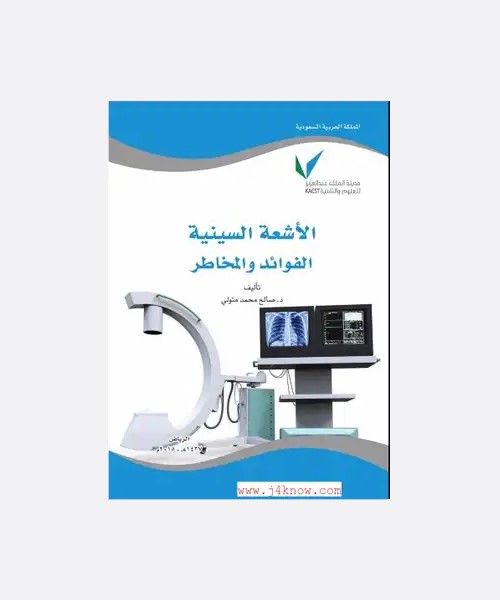 المملكة العربية السعودية
مدينة الملك عبدالعزيز
للعلوم والتقنية KACST
الأشعة السينية
الفوائد والمخاطر
تأليف
د. صالح محمد متولي
الرياض
www.j4know.com